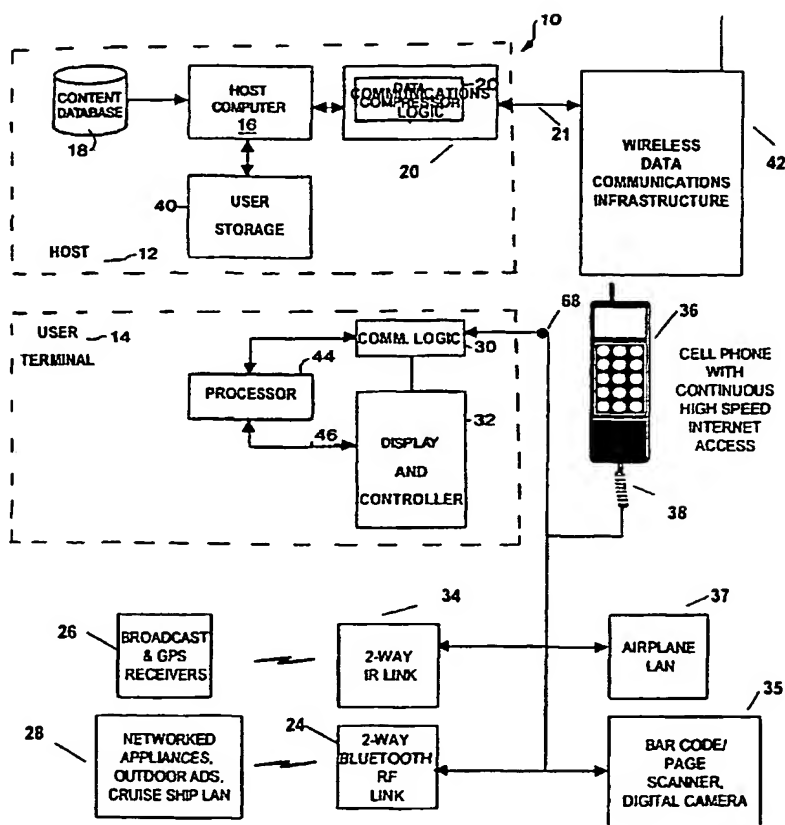 10
CONTENT
DATABASE
18
HOST
COMPUTER
16
DATA
COMMUNICATIONS
COMPRESSOR
LOGIC
20
20
21
WIRELESS
DATA
COMMUNICATIONS
INFRASTRUCTURE
42
40
USER
STORAGE
HOST
12
USER
TERMINAL
14
COMM. LOGIC
30
68
36
PROCESSOR
44
46
DISPLAY
AND
CONTROLLER
32
CELL PHONE
WITH
CONTINUOUS
HIGH SPEED
INTERNET
ACCESS
38
26
BROADCAST
& GPS
RECEIVERS
34
2-WAY
IR LINK
37
AIRPLANE
LAN
28
NETWORKED
APPLIANCES,
OUTDOOR ADS,
CRUISE SHIP LAN
24
2-WAY
BLUETOOTH
RF
LINK
35
BAR CODE/
PAGE
SCANNER,
DIGITAL CAMERA